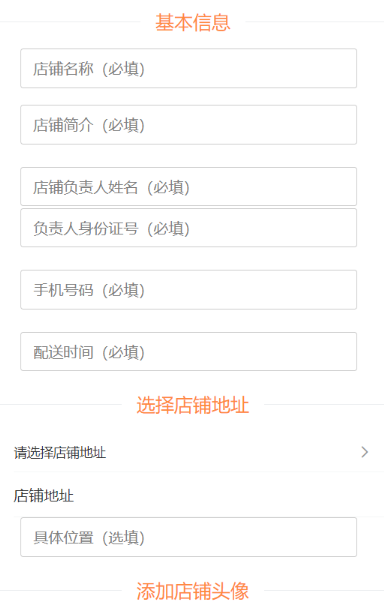 基本信息
店铺名称（必填）
店铺简介（必填）
店铺负责人姓名（必填）
负责人身份证号（必填）
手机号码（必填）
配送时间（必填）
选择店铺地址
请选择店铺地址
店铺地址
具体位置（选填）
添加店铺头像